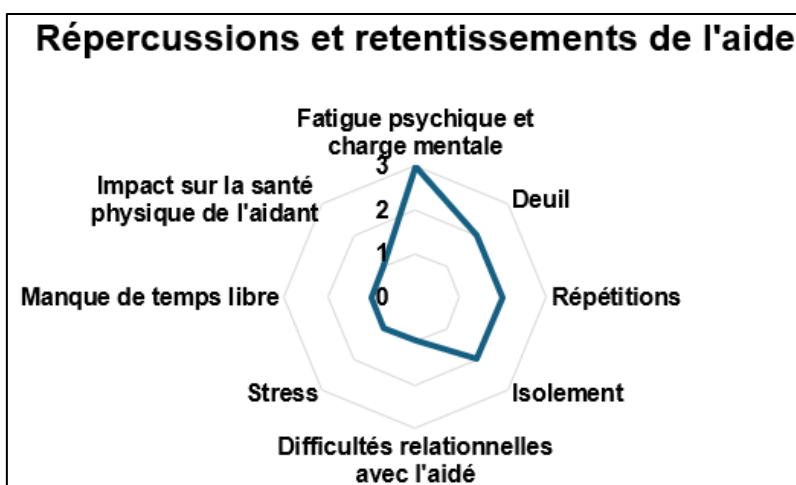 Répercussions et retentissements de l'aide
Fatigue psychique et
charge mentale
3
Impact sur la santé
physique de l'aidant
Deuil
2
1
Manque de temps libre
0
Répétitions
Stress
Isolement
Difficultés relationnelles
avec l'aidé